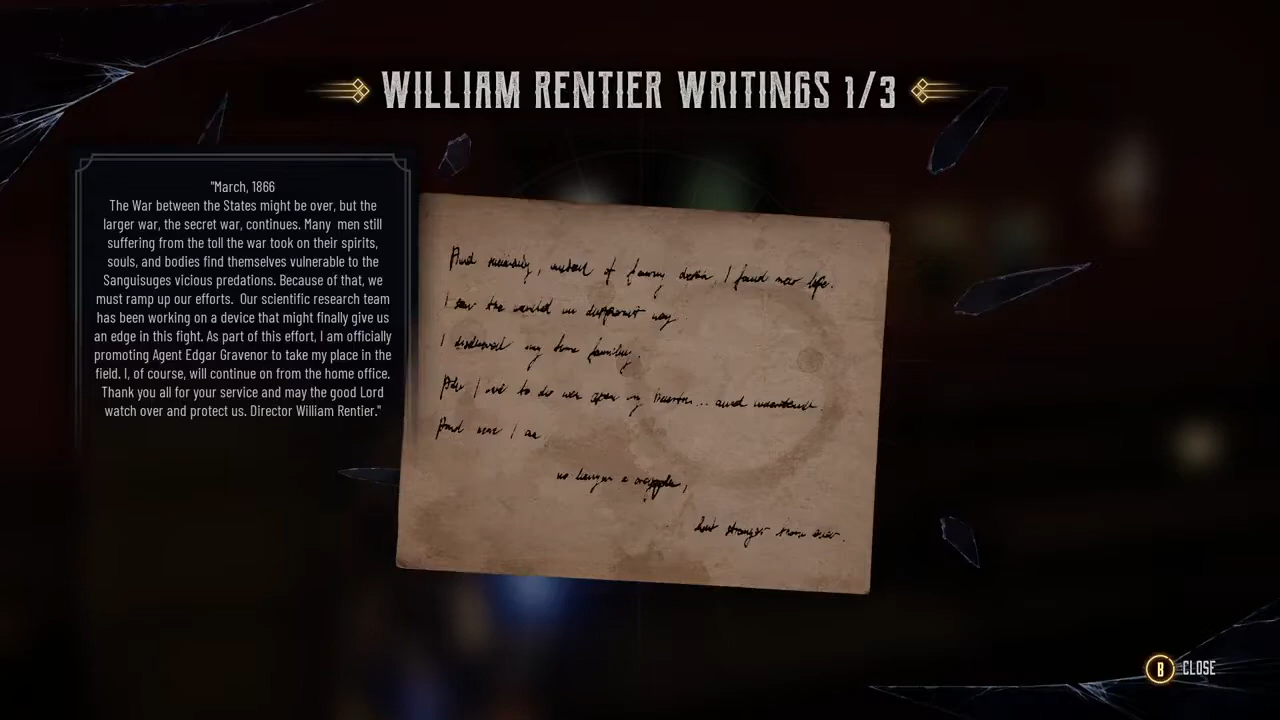 WILLIAM RENTIER WRITINGS 1/3
"March, 1866
The War between the States might be over, but the
larger war, the secret war, continues. Many men still
suffering from the toll the war took on their spirits,
souls, and bodies find themselves vulnerable to the
Sanguisuges vicious predations. Because of that, we
must ramp up our efforts. Our scientific research team
has been working on a device that might finally give us
an edge in this fight. As part of this effort, I am officially
promoting Agent Edgar Gravenor to take my place in the
field. I, of course, will continue on from the home office.
Thank you all for your service and may the good Lord
watch over and protect us. Director William Rentier."
And instead of death, I found new life.
I saw the world in different way
I my family.
I to open my
And now I am
no longer a
but stronger than ever.
B CLOSE